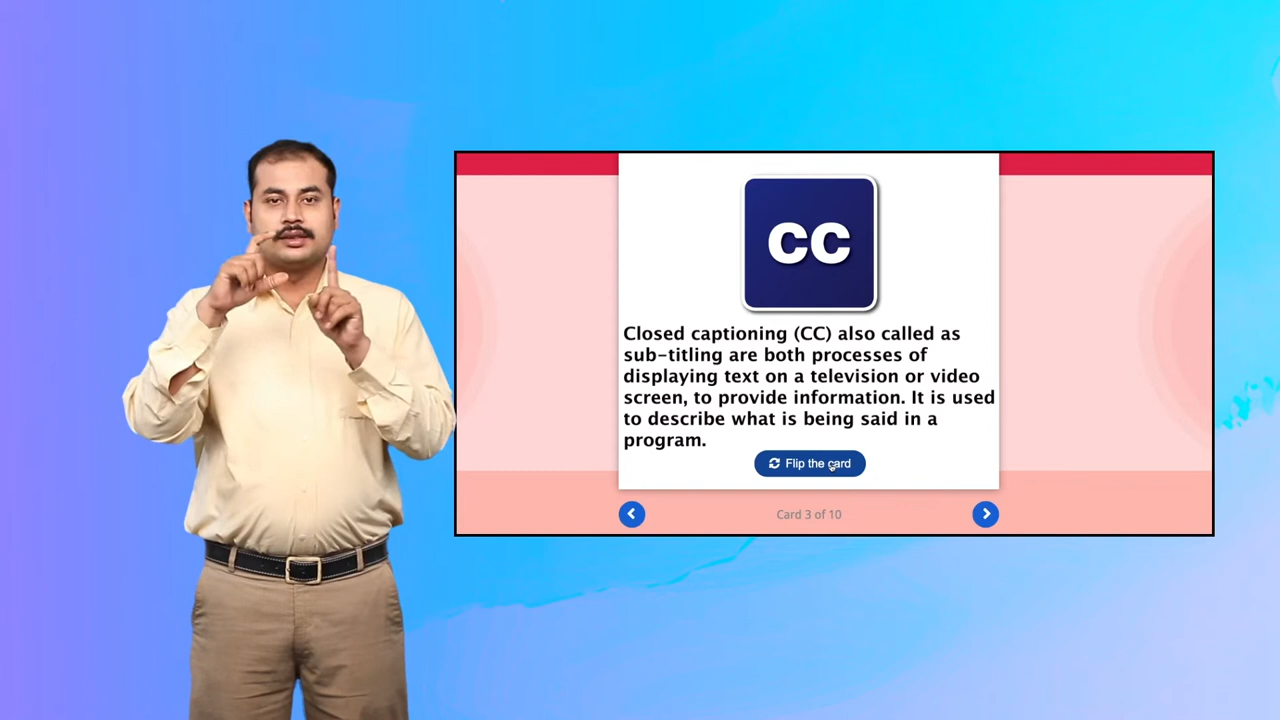 CC
Closed captioning (CC) also called as
sub-titling are both processes of
displaying text on a television or video
screen, to provide information. It is used
to describe what is being said in a
program.
Flip the card
Card 3 of 10